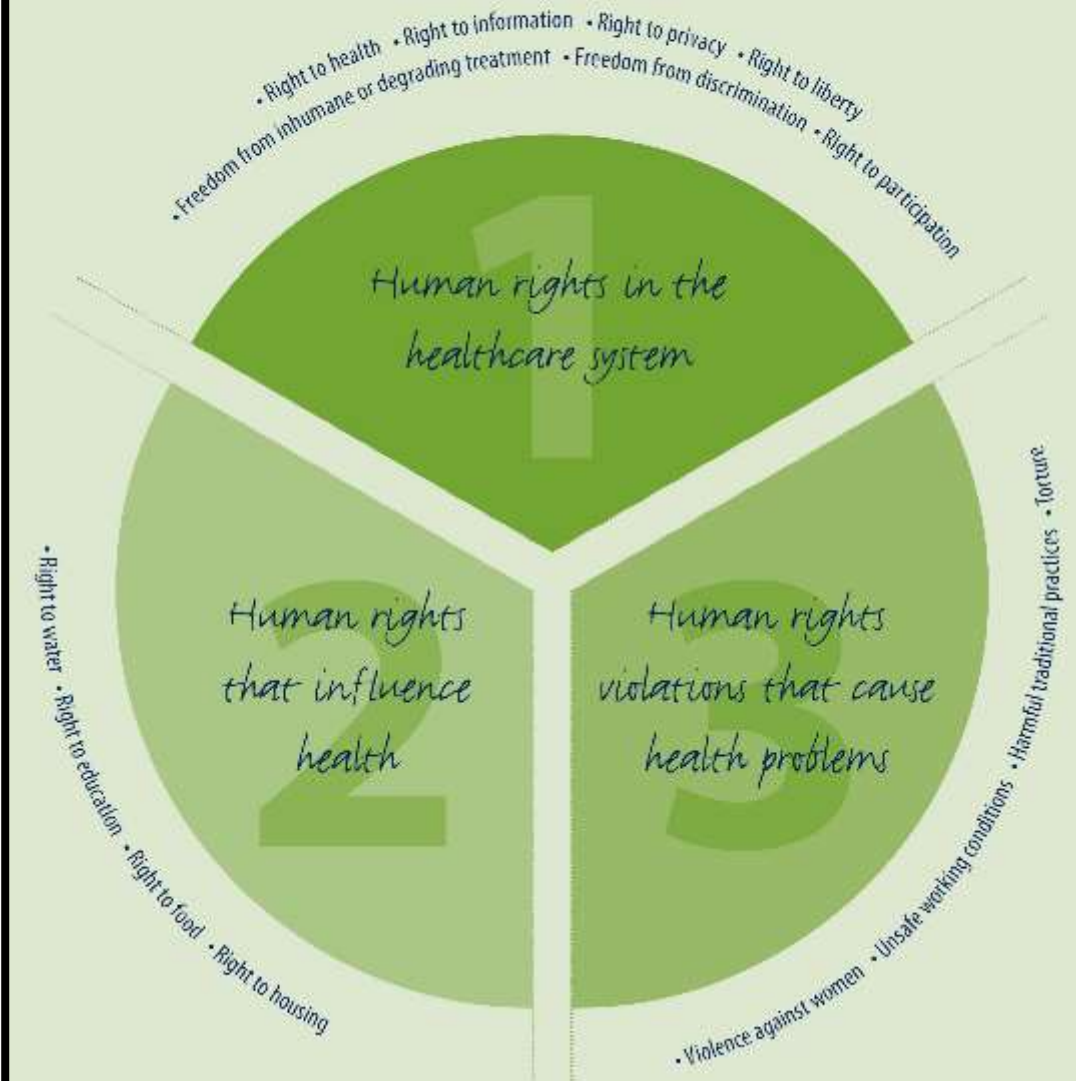 • Right to health • Right to information • Right to privacy • Right to liberty
• Freedom from inhumane or degrading treatment • Freedom from discrimination • Right to participation
1
Human rights in the
healthcare system
2
Human rights
that influence
health
• Right to water • Right to education • Right to food • Right to housing
3
Human rights
violations that cause
health problems
• Violence against women • Unsafe working conditions • Harmful traditional practices • Torture